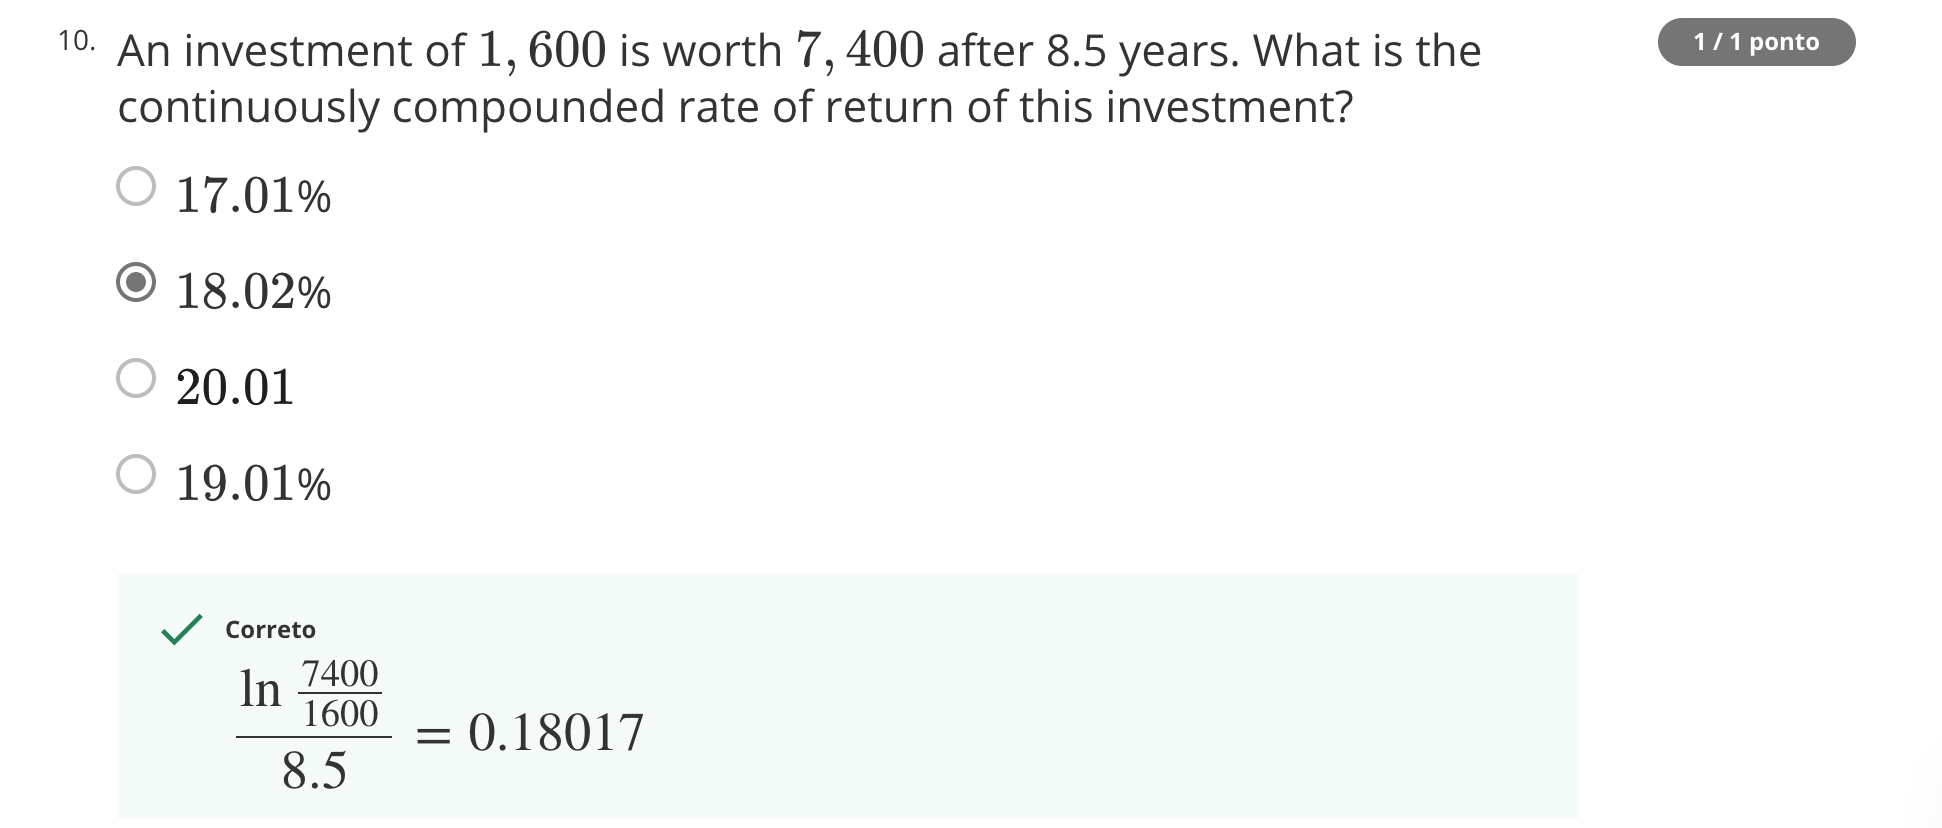 10. An investment of 1, 600 is worth 7, 400 after 8.5 years. What is the
1 / 1 ponto
continuously compounded rate of return of this investment?
17.01%
18.02%
20.01
19.01%
Correto
ln 7400/1600
/ 8.5 = 0.18017